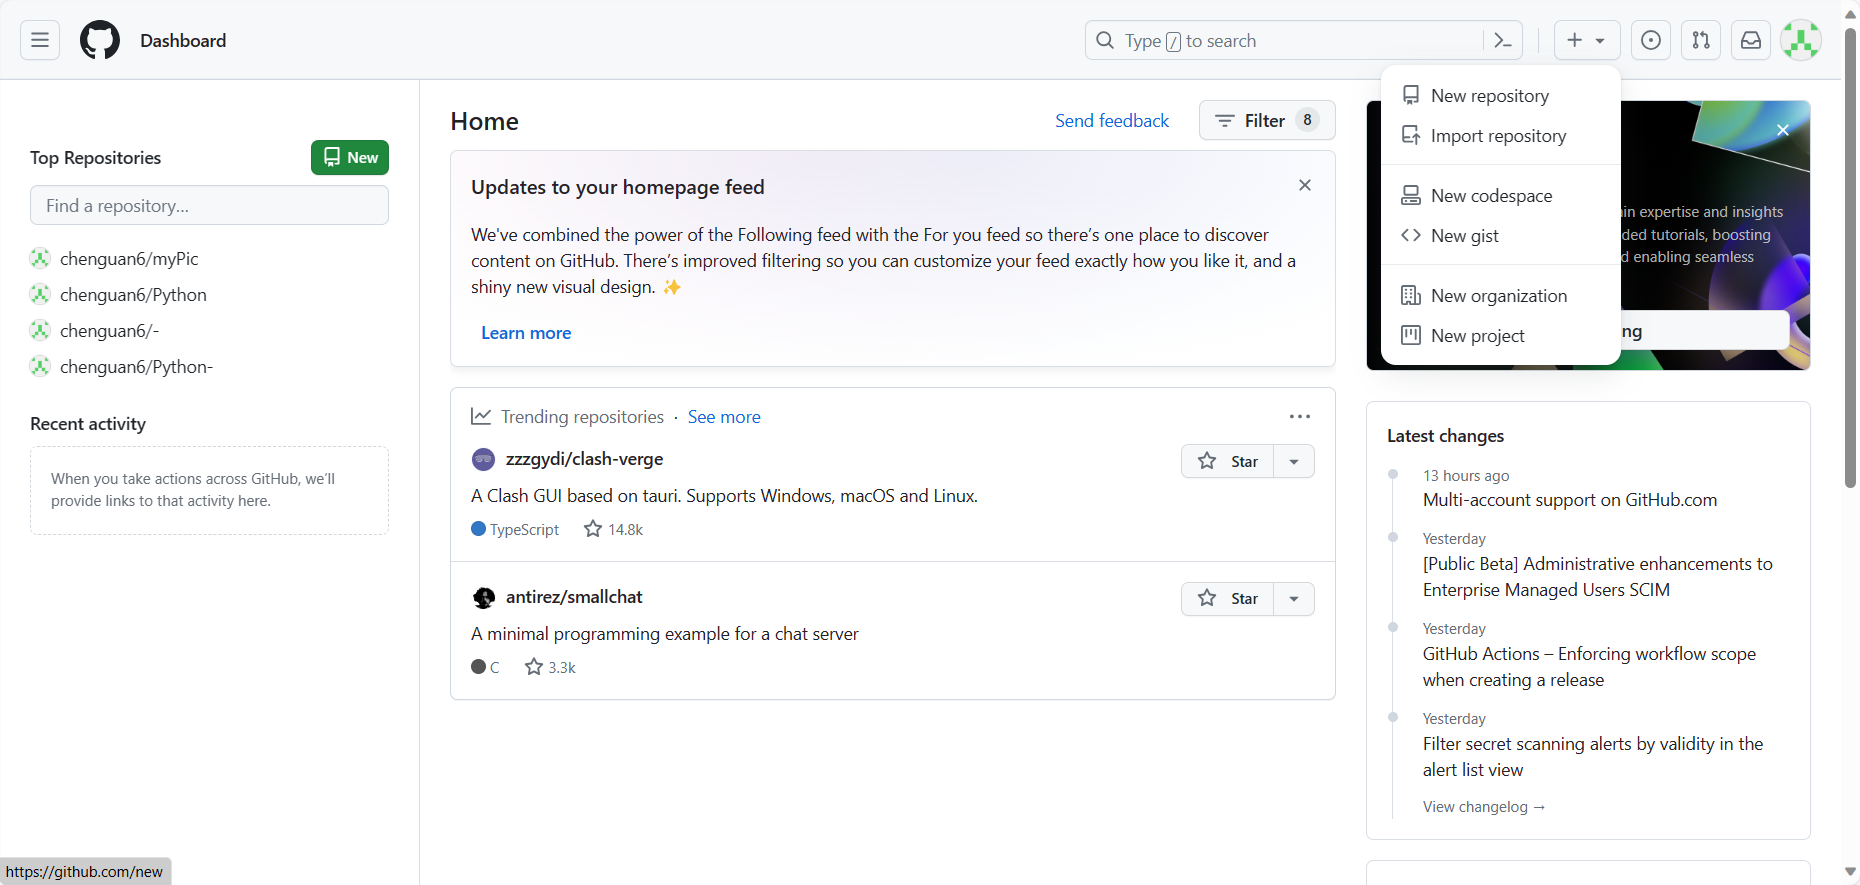 Dashboard
Type / to search
New repository
Import repository
New codespace
New gist
New organization
New project
Top Repositories
New
Find a repository...
chenguan6/myPic
chenguan6/Python
chenguan6/-
chenguan6/Python-
Recent activity
When you take actions across GitHub, we'll
provide links to that activity here.
Home
Send feedback
Filter 8
Updates to your homepage feed
We've combined the power of the Following feed with the For you feed so there's one place to discover
content on GitHub. There's improved filtering so you can customize your feed exactly how you like it, and a
shiny new visual design. ✨
Learn more
Trending repositories · See more
zzzgydi/clash-verge
Star
A Clash GUI based on tauri. Supports Windows, macOS and Linux.
TypeScript 14.8k
antirez/smallchat
Star
A minimal programming example for a chat server
C 3.3k
expertise and insights
tutorials, boosting
enabling seamless
Latest changes
13 hours ago
Multi-account support on GitHub.com
Yesterday
[Public Beta] Administrative enhancements to
Enterprise Managed Users SCIM
Yesterday
GitHub Actions – Enforcing workflow scope
when creating a release
Yesterday
Filter secret scanning alerts by validity in the
alert list view
View changelog →
https://github.com/new